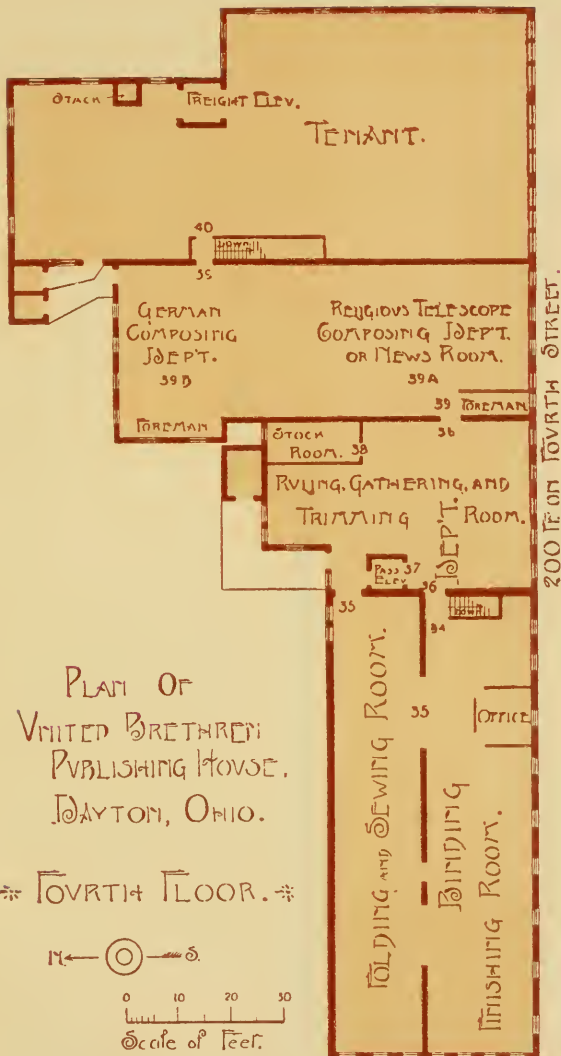 STACK
FREIGHT ELEV.
TENANT.
40
DOWN
39
GERMAN
COMPOSING
DEP'T.
39 B
FOREMAN
RELIGIOUS TELESCOPE
COMPOSING DEP'T.
OR NEWS ROOM.
39A
39
FOREMAN
200 FT. ON FOURTH STREET.
STOCK
ROOM.
38
36
RULING, GATHERING, AND
TRIMMING ROOM.
DEP'T.
PASS.
ELEV.
37
36
35
DOWN
34
FOLDING AND SEWING ROOM.
35
OFFICE
BINDING
FINISHING ROOM.
PLAN OF
UNITED BRETHREN
PUBLISHING HOUSE.
DAYTON, OHIO.
FOURTH FLOOR.
N. S.
0 10 20 30
Scale of Feet.